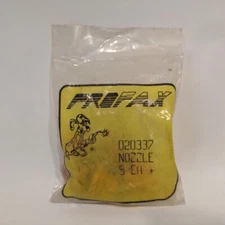 PROFAX
020337
NOZZLE
5 EA +